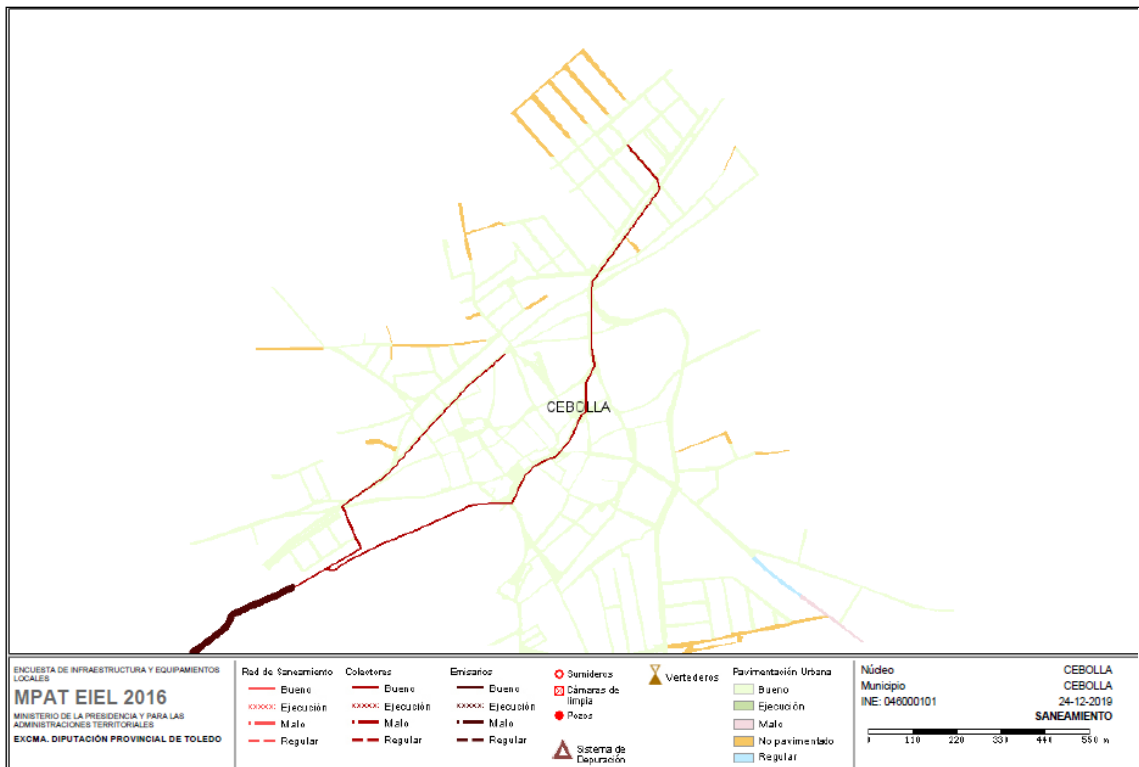 CEBOLLA
ENCUESTA DE INFRAESTRUCTURA Y EQUIPAMIENTOS
LOCALES
MPAT EIEL 2016
MINISTERIO DE LA PRESIDENCIA Y PARA LAS
ADMINISTRACIONES TERRITORIALES
EXCMA. DIPUTACIÓN PROVINCIAL DE TOLEDO
Red de Saneamiento
Bueno
Ejecución
Malo
Regular
Colectores
Bueno
Ejecución
Malo
Regular
Emisarios
Bueno
Ejecución
Malo
Regular
Sumideros
Cámaras de
limpia
Pozos
Sistema de
Depuración
Vertederos
Pavimentación Urbana
Bueno
Ejecución
Malo
No pavimentado
Regular
Núcleo CEBOLLA
Municipio CEBOLLA
INE: 046000101 24-12-2019
SANEAMIENTO
0 110 220 330 440 550 m